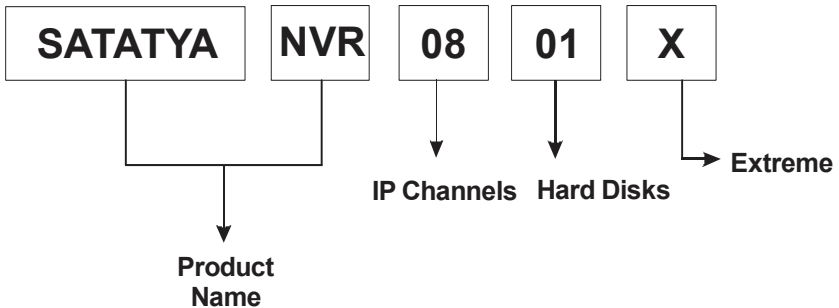 SATATYA NVR 08 01 X
Extreme
IP Channels Hard Disks
Product
Name